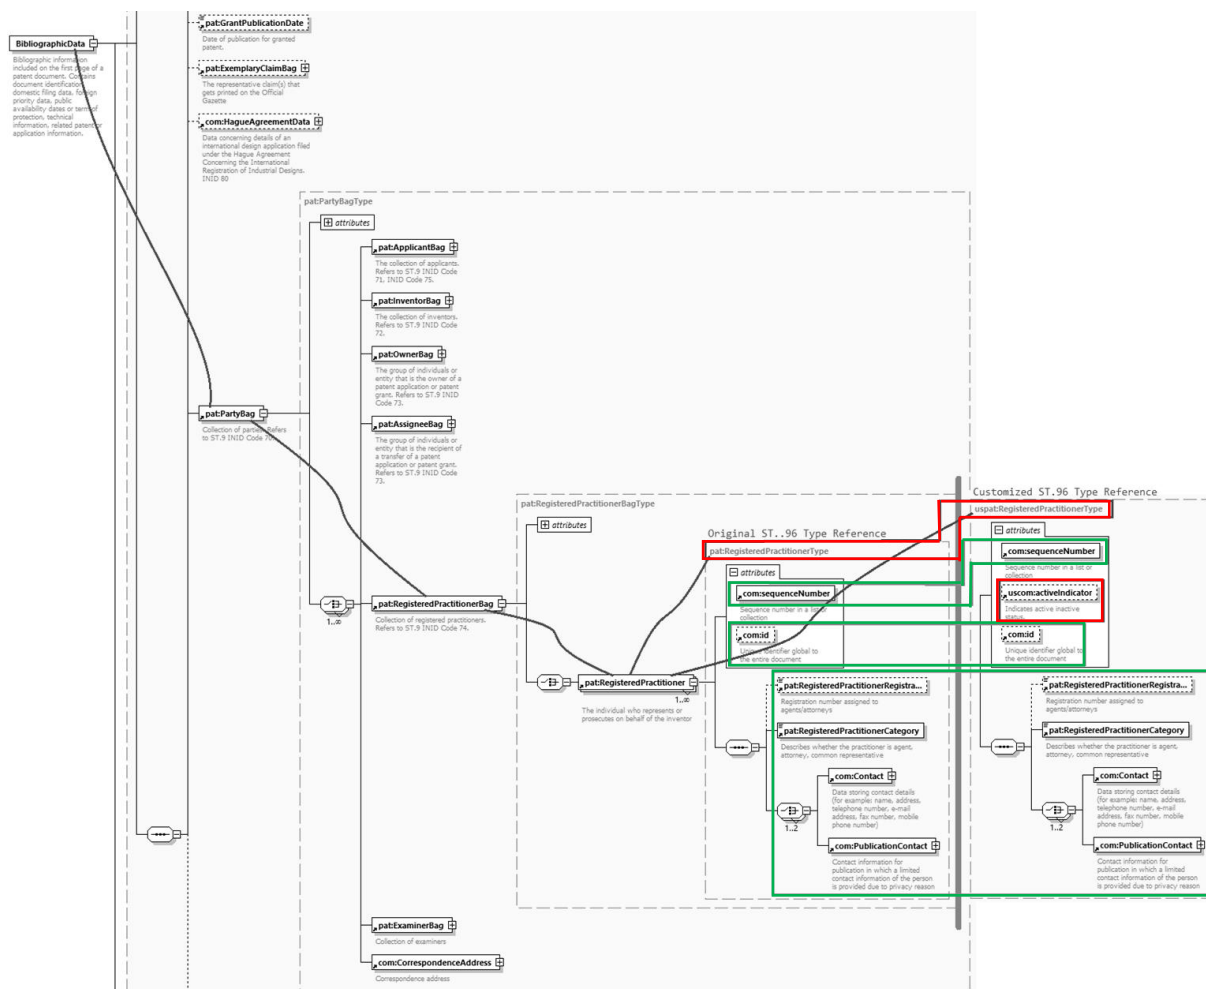 pat:GrantPublicationDate
Date of publication for granted
patent.
BibliographicData
Bibliographic information
included on the first page of a
patent document. Contains
document identification,
domestic filing data, foreign
priority data, public
availability dates or term of
protection, technical
information, related patent or
application information.
pat:ExemplaryClaimBag
The representative claim(s) that
gets printed on the Official
Gazette
com:HagueAgreementData
Data concerning details of an
international design application filed
under the Hague Agreement
Concerning the International
Registration of Industrial Designs.
INID 80
pat:PartyBagType
attributes
pat:ApplicantBag
The collection of applicants.
Refers to ST.9 INID Code
71. INID Code 75.
pat:InventorBag
The collection of inventors.
Refers to ST.9 INID Code
72.
pat:OwnerBag
The group of individuals or
entity that is the owner of a
patent application or patent
grant. Refers to ST.9 INID
Code 73.
pat:PartyBag
Collection of parties. Refers
to ST.9 INID Code 70.
pat:AssigneeBag
The group of individuals or
entity that is the recipient of
a transfer of a patent
application or patent grant.
Refers to ST.9 INID Code
73.
pat:RegisteredPractitionerBagType
attributes
pat:RegisteredPractitionerBag
1..∞
Collection of registered practitioners.
Refers to ST.9 INID Code 74.
pat:RegisteredPractitioner
1..∞
The individual who represents or
prosecutes on behalf of the inventor
Original ST..96 Type Reference
pat:RegisteredPractitionerType
attributes
com:sequenceNumber
Sequence number in a list or
collection
com:id
Unique identifier global to
the entire document
pat:RegisteredPractitionerRegistra...
Registration number assigned to
agents/attorneys
pat:RegisteredPractitionerCategory
Describes whether the practitioner is agent,
attorney, common representative
com:Contact
Data storing contact details
(for example: name, address,
telephone number, e-mail
address, fax number, mobile
phone number)
1..2
com:PublicationContact
Contact information for
publication in which a limited
contact information of the person
is provided due to privacy reason
Customized ST.96 Type Reference
uspat:RegisteredPractitionerType
attributes
com:sequenceNumber
Sequence number in a list or
collection
uscom:activeIndicator
Indicates active inactive
status.
com:id
Unique identifier global to
the entire document
pat:RegisteredPractitionerRegistra...
Registration number assigned to
agents/attorneys
pat:RegisteredPractitionerCategory
Describes whether the practitioner is agent,
attorney, common representative
com:Contact
Data storing contact details
(for example: name, address,
telephone number, e-mail
address, fax number, mobile
phone number)
1..2
com:PublicationContact
Contact information for
publication in which a limited
contact information of the person
is provided due to privacy reason
pat:ExaminerBag
Collection of examiners
com:CorrespondenceAddress
Correspondence address